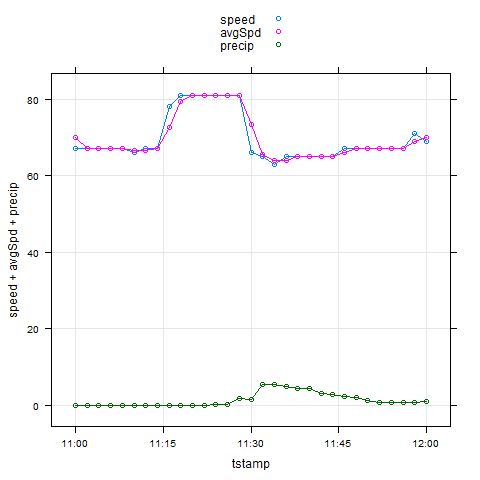 speed
avgSpd
precip
speed + avgSpd + precip
80
60
40
20
0
11:00 11:15 11:30 11:45 12:00
tstamp